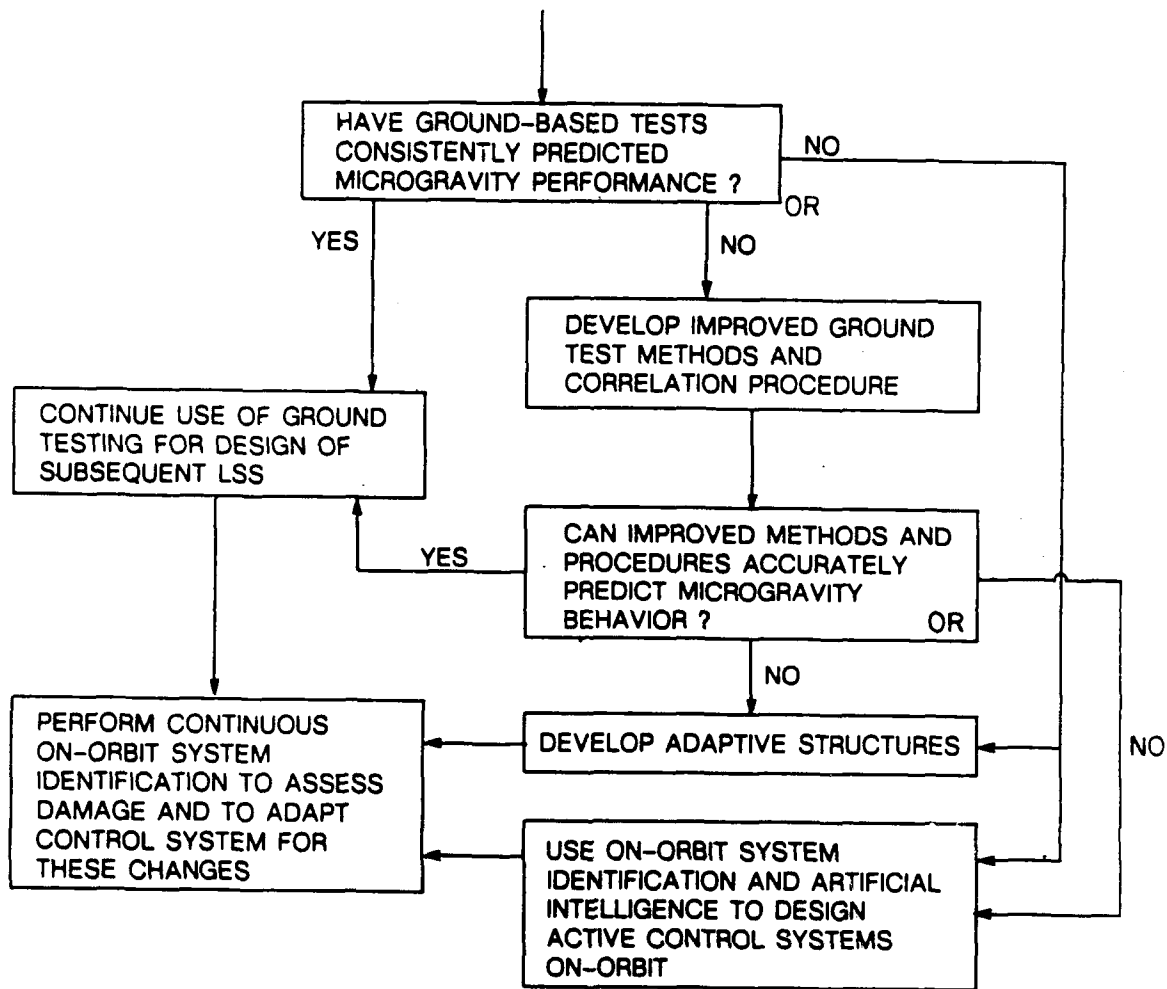 HAVE GROUND-BASED TESTS
CONSISTENTLY PREDICTED
MICROGRAVITY PERFORMANCE ?
NO
OR
YES
NO
DEVELOP IMPROVED GROUND
TEST METHODS AND
CORRELATION PROCEDURE
CONTINUE USE OF GROUND
TESTING FOR DESIGN OF
SUBSEQUENT LSS
YES
CAN IMPROVED METHODS AND
PROCEDURES ACCURATELY
PREDICT MICROGRAVITY
BEHAVIOR ?
OR
NO
NO
PERFORM CONTINUOUS
ON-ORBIT SYSTEM
IDENTIFICATION TO ASSESS
DAMAGE AND TO ADAPT
CONTROL SYSTEM FOR
THESE CHANGES
DEVELOP ADAPTIVE STRUCTURES
USE ON-ORBIT SYSTEM
IDENTIFICATION AND ARTIFICIAL
INTELLIGENCE TO DESIGN
ACTIVE CONTROL SYSTEMS
ON-ORBIT